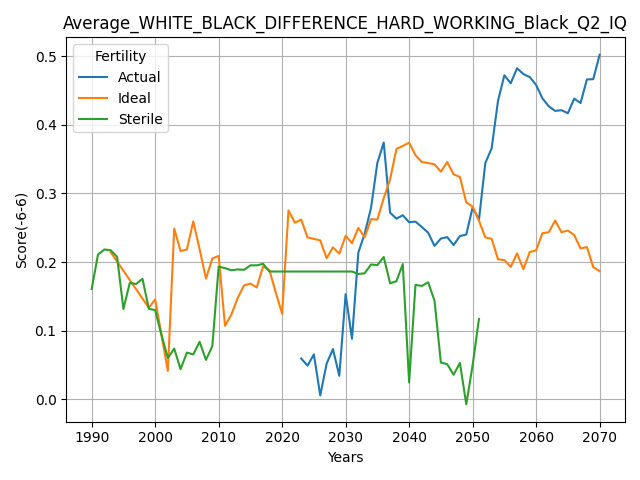 Average_WHITE_BLACK_DIFFERENCE_HARD_WORKING_Black_Q2_IQ
Fertility
Actual
Ideal
Sterile
0.5
0.4
0.3
0.2
0.1
0.0
Score(-6-6)
1990 2000 2010 2020 2030 2040 2050 2060 2070
Years